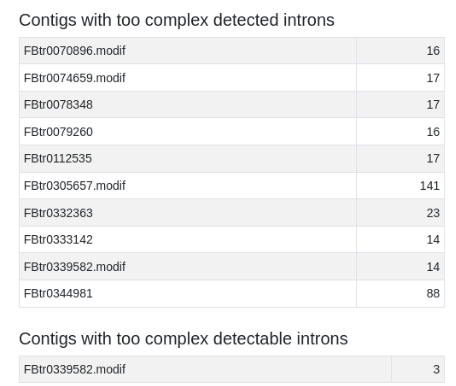 Contigs with too complex detected introns
FBtr0070896.modif 16
FBtr0074659.modif 17
FBtr0078348 17
FBtr0079260 16
FBtr0112535 17
FBtr0305657.modif 141
FBtr0332363 23
FBtr0333142 14
FBtr0339582.modif 14
FBtr0344981 88
Contigs with too complex detectable introns
FBtr0339582.modif 3